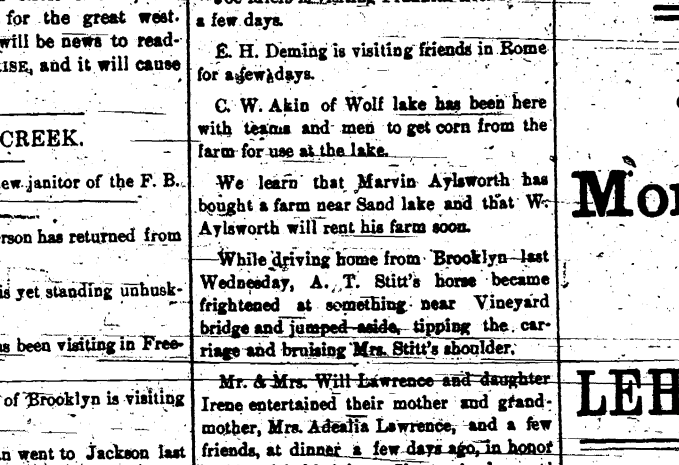 for the great west.
will be news to read-
ISE, and it will cause
CREEK.
ew janitor of the F. B.
rson has returned from
is yet standing unhusk-
s been visiting in Free-
of Brooklyn is visiting
n went to Jackson last
a few days.
E. H. Deming is visiting friends in Rome
for a few days.
C. W. Akin of Wolf lake has been here
with teams and men to get corn from the
farm for use at the lake.
We learn that Marvin Aylsworth has
bought a farm near Sand lake and that W.
Aylsworth will rent his farm soon.
While driving home from Brooklyn last
Wednesday, A. T. Stitt's horse became
frightened at something near Vineyard
bridge and jumped aside, tipping the car-
riage and bruising Mrs. Stitt's shoulder.
Mr. & Mrs. Will Lawrence and daughter
Irene entertained their mother and grand-
mother, Mrs. Adealia Lawrence, and a few
friends, at dinner a few days ago, in honor
Mo
LEH